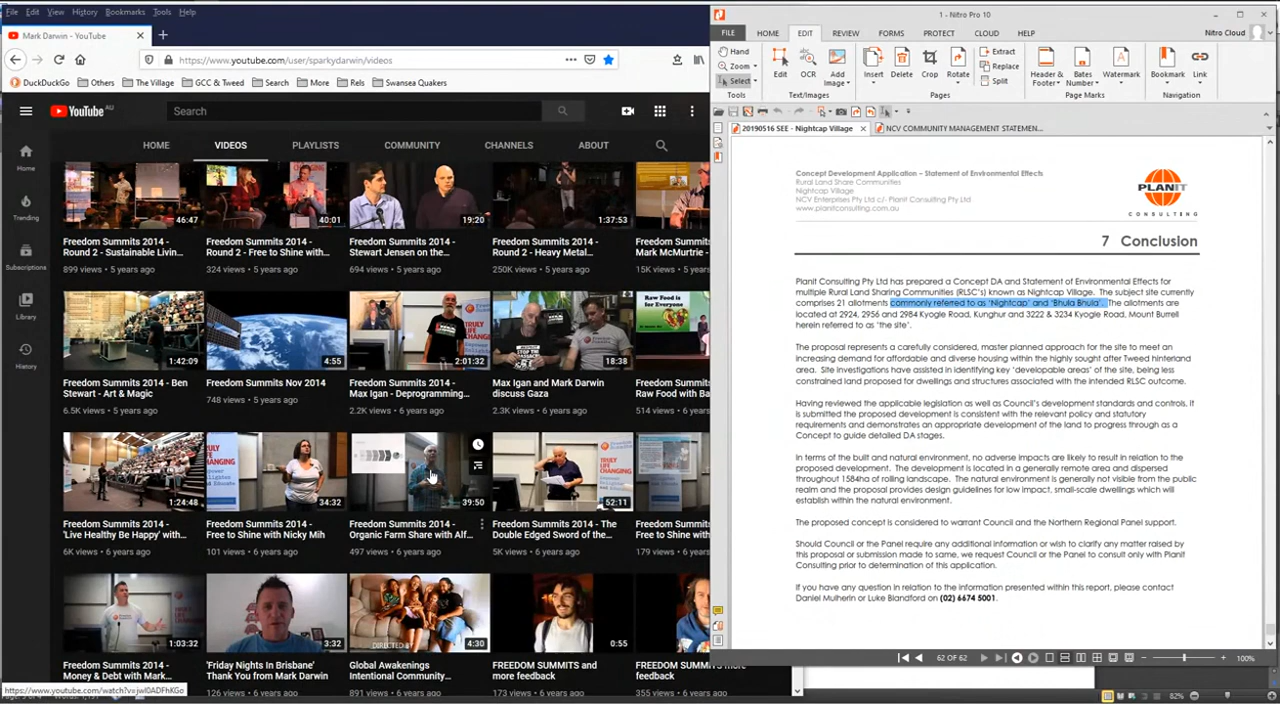 File Edit View History Bookmarks Tools Help
Mark Darwin - YouTube
https://www.youtube.com/user/sparkydarwin/videos
DuckDuckGo Others The Village GCC & Tweed Search More Rels Swansea Quakers
YouTube AU
Search
HOME VIDEOS PLAYLISTS COMMUNITY CHANNELS ABOUT
Home
Trending
Subscriptions
Library
History
46:47 40:01 19:20 1:37:53
Freedom Summits 2014 - Round 2 - Sustainable Livin...
899 views • 5 years ago
Freedom Summits 2014 - Round 2 - Free to Shine with...
324 views • 5 years ago
Freedom Summits 2014 - Stewart Jensen on the...
694 views • 5 years ago
Freedom Summits 2014 - Round 2 - Heavy Metal...
250K views • 5 years ago
Freedom Summ
Mark McMurtrie -
15K views • 5 yea
1:42:09 4:55 2:01:32 18:38
Raw Food is for Everyone
Freedom Summits 2014 - Ben Stewart - Art & Magic
6.5K views • 5 years ago
Freedom Summits Nov 2014
748 views • 5 years ago
Freedom Summits 2014 - Max Igan - Deprogramming...
2.2K views • 6 years ago
Max Igan and Mark Darwin discuss Gaza
2.3K views • 6 years ago
Freedom Summ
Raw Food with Ba
514 views • 6 year
1:24:48 34:32 39:50 52:11
Freedom Summits 2014 - 'Live Healthy Be Happy' with...
6K views • 6 years ago
Freedom Summits 2014 - Free to Shine with Nicky Mih
101 views • 6 years ago
Freedom Summits 2014 - Organic Farm Share with Alf...
497 views • 6 years ago
Freedom Summits 2014 - The Double Edged Sword of the...
5K views • 6 years ago
Freedom Summ
Free to Shine with
179 views • 6 year
1:03:32 3:32 4:30 0:55
Freedom Summits 2014 - Money & Debt with Mark...
'Friday Nights In Brisbane' Thank You from Mark Darwin
126 views • 6 years ago
Global Awakenings Intentional Community...
891 views • 6 years ago
FREEDOM SUMMITS and more feedback
173 views • 6 years ago
FREEDOM SUMMITS more feedback
https://www.youtube.com/watch?v=jwI0ADFhKGo
1 - Nitro Pro 10
FILE HOME EDIT REVIEW FORMS PROTECT CLOUD HELP
Nitro Cloud
Hand
Zoom
Select
Tools
Edit OCR Add Image
Text/Images
Insert Delete Crop Rotate
Extract
Replace
Split
Pages
Header & Footer Bates Number Watermark
Page Marks
Bookmark Link
Navigation
20190516 SEE - Nightcap Village NCV COMMUNITY MANAGEMENT STATEMEN...
Concept Development Application – Statement of Environmental Effects
Rural Land Share Communities
Nightcap Village
NCV Enterprises Pty Ltd c/- Planit Consulting Pty Ltd
www.planitconsulting.com.au
PLANIT
CONSULTING
7 Conclusion
Planit Consulting Pty Ltd has prepared a Concept DA and Statement of Environmental Effects for
multiple Rural Land Sharing Communities (RLSC's) known as Nightcap Village. The subject site currently
comprises 21 allotments commonly referred to as 'Nightcap' and 'Bhula Bhula'. The allotments are
located at 2924, 2956 and 2984 Kyogle Road, Kunghur and 3222 & 3234 Kyogle Road, Mount Burrell
herein referred to as 'the site'.
The proposal represents a carefully considered, master planned approach for the site to meet an
increasing demand for affordable and diverse housing within the highly sought after Tweed hinterland
area. Site investigations have assisted in identifying key 'developable areas' of the site, being less
constrained land proposed for dwellings and structures associated with the intended RLSC outcome.
Having reviewed the applicable legislation as well as Council's development standards and controls, it
is submitted the proposed development is consistent with the relevant policy and statutory
requirements and demonstrates an appropriate development of the land to progress through as a
Concept to guide detailed DA stages.
In terms of the built and natural environment, no adverse impacts are likely to result in relation to the
proposed development. The development is located in a generally remote area and dispersed
throughout 1584ha of rolling landscape. The natural environment is generally not visible from the public
realm and the proposal provides design guidelines for low impact, small-scale dwellings which will
establish within the natural environment.
The proposed concept is considered to warrant Council and the Northern Regional Panel support.
Should Council or the Panel require any additional information or wish to clarify any matter raised by
this proposal or submission made to same, we request Council or the Panel to consult only with Planit
Consulting prior to determination of this application.
If you have any question in relation to the information presented within this report, please contact
Daniel Mulherin or Luke Blandford on (02) 6674 5001.
62 OF 62
100%
82%